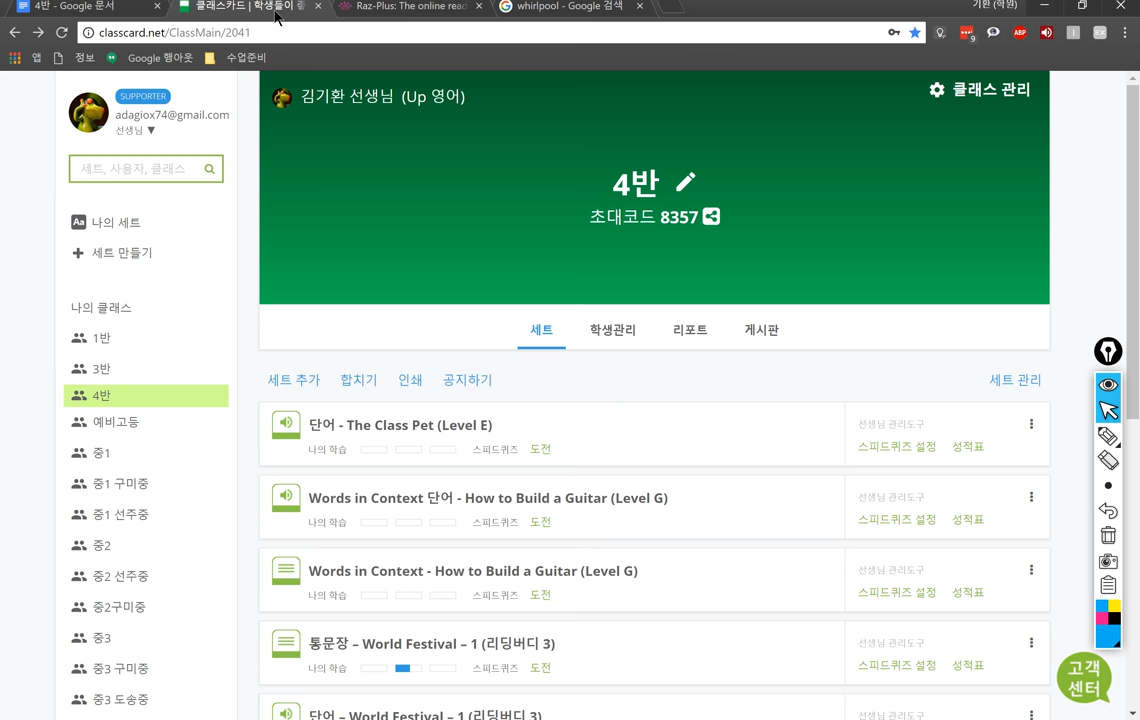 4반 - Google 문서
클래스카드 | 학생들이 좋
Raz-Plus: The online read
whirlpool - Google 검색
기환 (학원)
classcard.net/ClassMain/2041
앱
정보
Google 행아웃
수업준비
SUPPORTER
adagiox74@gmail.com
선생님 ▼
세트, 사용자, 클래스
나의 세트
세트 만들기
나의 클래스
1반
3반
4반
예비고등
중1
중1 구미중
중1 선주중
중2
중2 선주중
중2구미중
중3
중3 구미중
중3 도송중
김기환 선생님 (Up 영어)
클래스 관리
4반
초대코드 8357
세트 학생관리 리포트 게시판
세트 추가 합치기 인쇄 공지하기 세트 관리
단어 - The Class Pet (Level E)
나의 학습 스피드퀴즈 도전
선생님 관리도구
스피드퀴즈 설정 성적표
Words in Context 단어 - How to Build a Guitar (Level G)
나의 학습 스피드퀴즈 도전
선생님 관리도구
스피드퀴즈 설정 성적표
Words in Context - How to Build a Guitar (Level G)
나의 학습 스피드퀴즈 도전
선생님 관리도구
스피드퀴즈 설정 성적표
통문장 – World Festival – 1 (리딩버디 3)
나의 학습 스피드퀴즈 도전
선생님 관리도구
스피드퀴즈 설정 성적표
단어 – World Festival – 1 (리딩버디 3)
선생님 관리도구
고객
센터